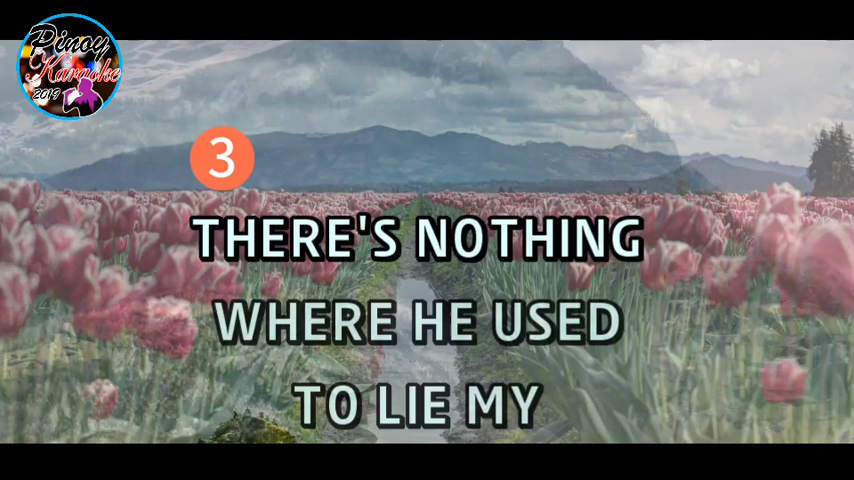 Pinoy
Karaoke
2019
3
THERE'S NOTHING
WHERE HE USED
TO LIE MY